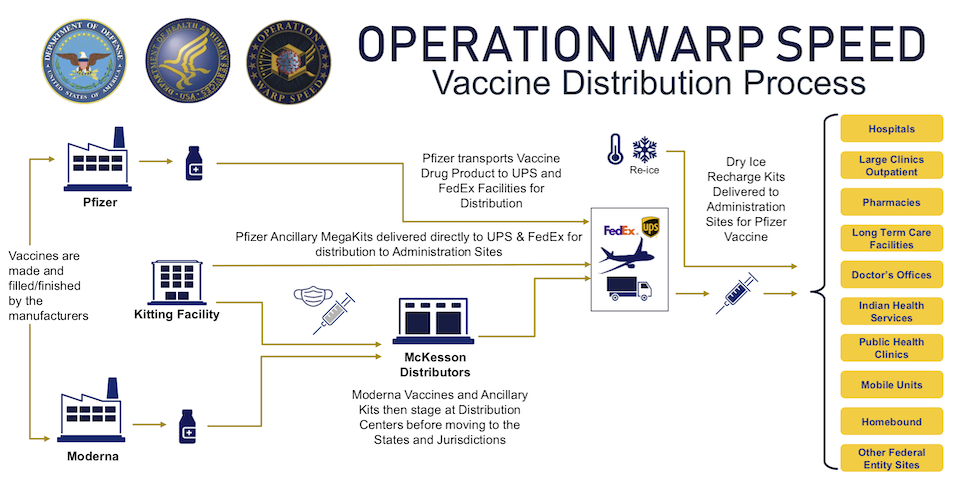 DEPARTMENT OF DEFENSE
UNITED STATES OF AMERICA
DEPARTMENT OF HEALTH & HUMAN SERVICES
USA
OPERATION
WARP SPEED
OPERATION WARP SPEED
Vaccine Distribution Process
Pfizer
Pfizer transports Vaccine
Drug Product to UPS and
FedEx Facilities for
Distribution
Re-ice
Dry Ice
Recharge Kits
Delivered to
Administration
Sites for Pfizer
Vaccine
FedEx
ups
Pfizer Ancillary MegaKits delivered directly to UPS & FedEx for
distribution to Administration Sites
Vaccines are
made and
filled/finished
by the
manufacturers
Kitting Facility
McKesson
Distributors
Moderna Vaccines and Ancillary
Kits then stage at Distribution
Centers before moving to the
States and Jurisdictions
Moderna
Hospitals
Large Clinics
Outpatient
Pharmacies
Long Term Care
Facilities
Doctor's Offices
Indian Health
Services
Public Health
Clinics
Mobile Units
Homebound
Other Federal
Entity Sites